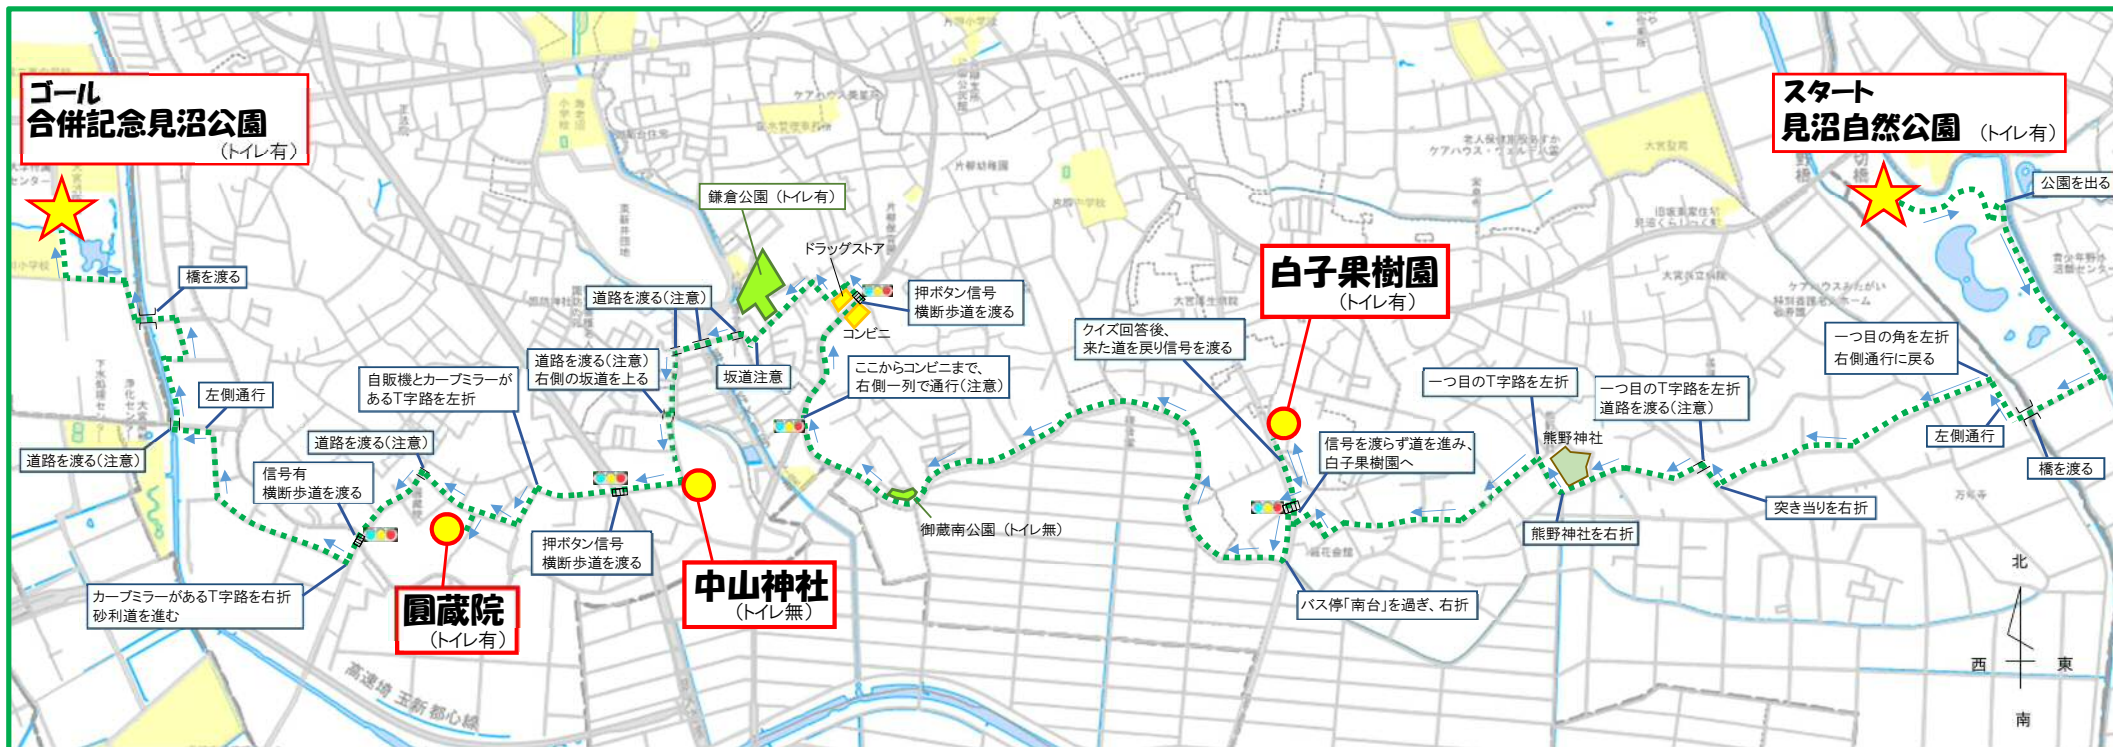 ゴール
合併記念見沼公園
(トイレ有)
スタート
見沼自然公園 (トイレ有)
公園を出る
鎌倉公園 (トイレ有)
ドラッグストア
押ボタン信号
横断歩道を渡る
コンビニ
白子果樹園
(トイレ有)
橋を渡る
道路を渡る(注意)
道路を渡る(注意)
右側の坂道を上る
坂道注意
ここからコンビニまで、
右側一列で通行(注意)
クイズ回答後、
来た道を戻り信号を渡る
一つ目の角を左折
右側通行に戻る
一つ目のT字路を左折
一つ目のT字路を左折
道路を渡る(注意)
自販機とカーブミラーが
あるT字路を左折
左側通行
道路を渡る(注意)
道路を渡る(注意)
信号有
横断歩道を渡る
信号を渡らず道を進み、
白子果樹園へ
熊野神社
左側通行
橋を渡る
突き当りを右折
熊野神社を右折
御蔵南公園 (トイレ無)
押ボタン信号
横断歩道を渡る
カーブミラーがあるT字路を右折
砂利道を進む
圓蔵院
(トイレ有)
中山神社
(トイレ無)
バス停「南台」を過ぎ、右折
北
西
東
南
高速埼玉新都心線
片柳幼稚園
大宮聖苑
東新井団地